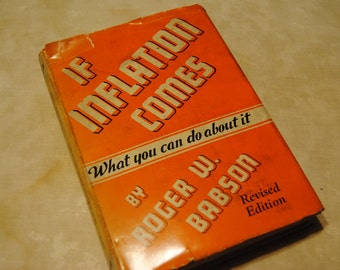 IF
INFLATION
COMES
What you can do about it
BY
ROGER W.
BABSON
Revised
Edition